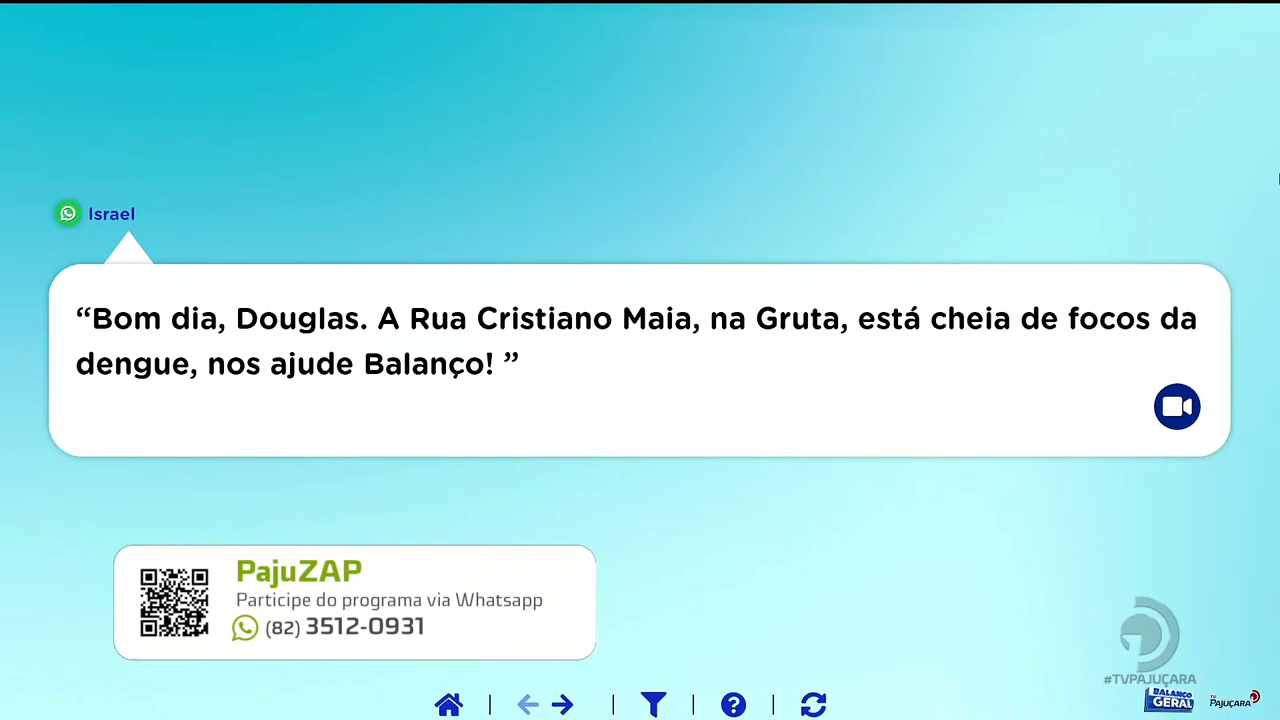 Israel
“Bom dia, Douglas. A Rua Cristiano Maia, na Gruta, está cheia de focos da
dengue, nos ajude Balanço! ”
PajuZAP
Participe do programa via Whatsapp
(82) 3512-0931
#TVPAJUÇARA
BALANÇO
GERAL
TV
PAJUÇARA